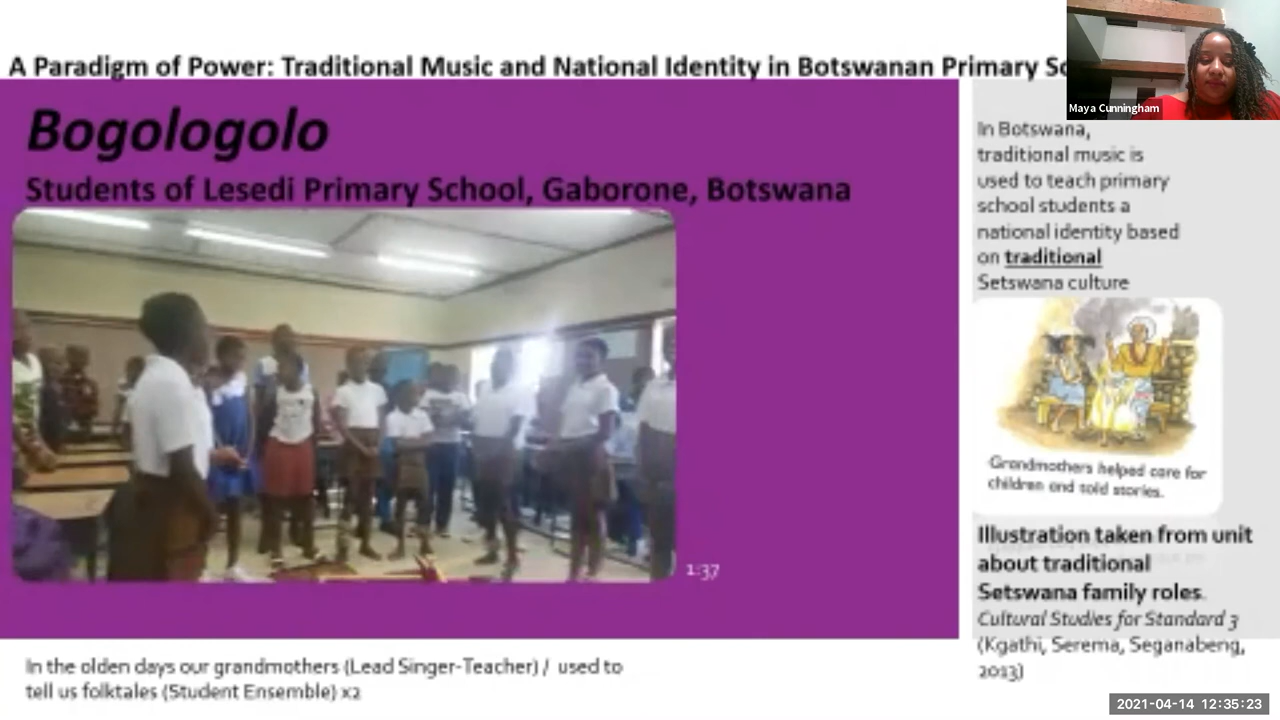 A Paradigm of Power: Traditional Music and National Identity in Botswanan Primary
Maya Cunningham
Bogologolo
Students of Lesedi Primary School, Gaborone, Botswana
1:37
In the olden days our grandmothers (Lead Singer-Teacher) / used to
tell us folktales (Student Ensemble) x2
In Botswana,
traditional music is
used to teach primary
school students a
national identity based
on traditional
Setswana culture
Grandmothers helped care for
children and told stories.
Illustration taken from unit
about traditional
Setswana family roles.
Cultural Studies for Standard 3
(Kgathi, Serema, Seganabeng,
2013)
2021-04-14 12:35:23